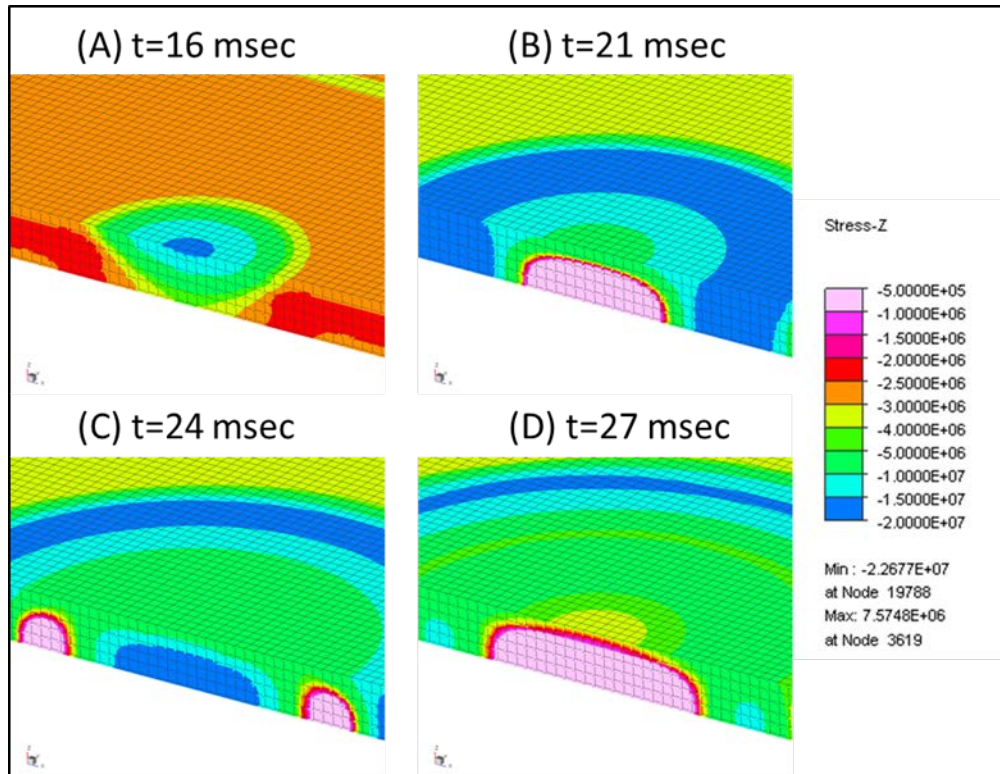 (A) t=16 msec
(B) t=21 msec
(C) t=24 msec
(D) t=27 msec
Stress-Z
-5.0000E+05
-1.0000E+06
-1.5000E+06
-2.0000E+06
-2.5000E+06
-3.0000E+06
-4.0000E+06
-5.0000E+06
-1.0000E+07
-1.5000E+07
-2.0000E+07
Min : -2.2677E+07
at Node 19788
Max: 7.5748E+06
at Node 3619